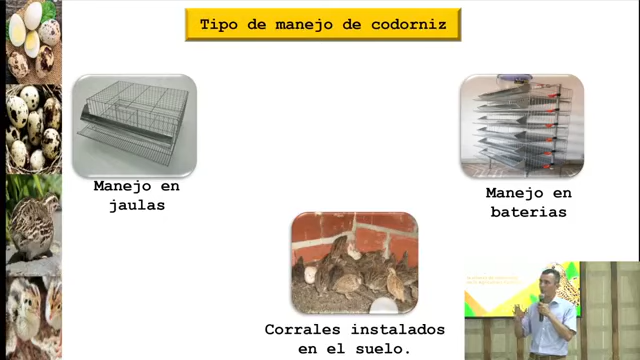 Tipo de manejo de codorniz
Manejo en
jaulas
Manejo en
baterias
Corrales instalados
en el suelo.